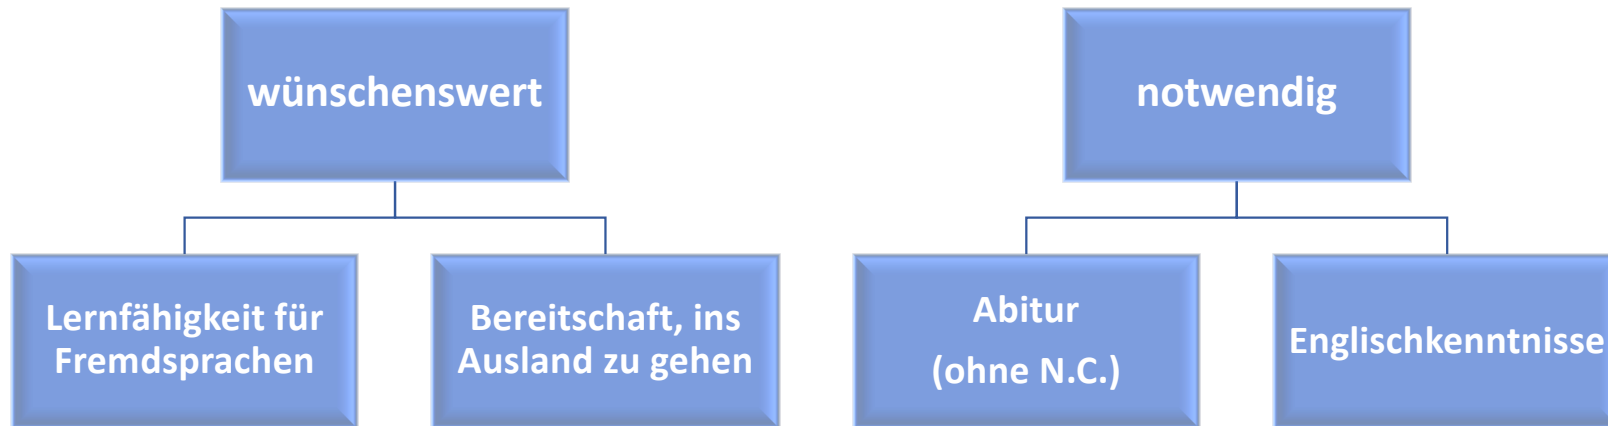 wünschenswert
notwendig
Lernfähigkeit für
Fremdsprachen
Bereitschaft, ins
Ausland zu gehen
Abitur
(ohne N.C.)
Englischkenntnisse